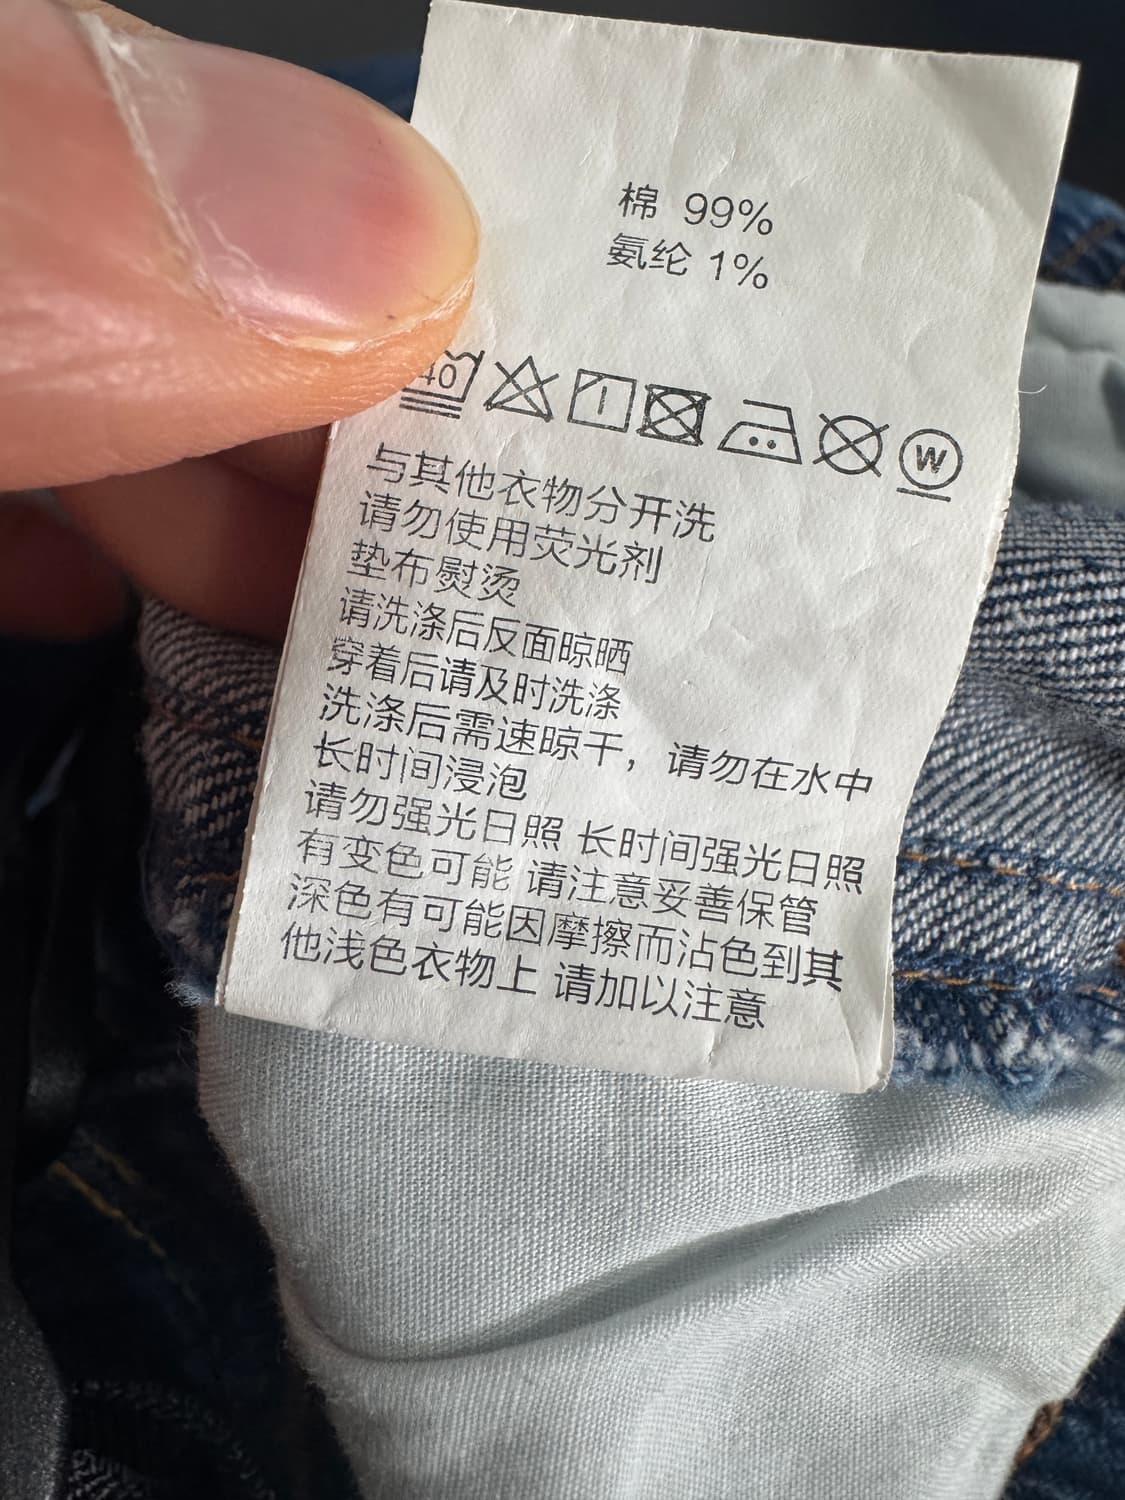 棉 99%
氨纶 1%
40
W
与其他衣物分开洗
请勿使用荧光剂
垫布熨烫
请洗涤后反面晾晒
穿着后请及时洗涤
洗涤后需速晾干，请勿在水中
长时间浸泡
请勿强光日照 长时间强光日照
有变色可能 请注意妥善保管
深色有可能因摩擦而沾色到其
他浅色衣物上 请加以注意